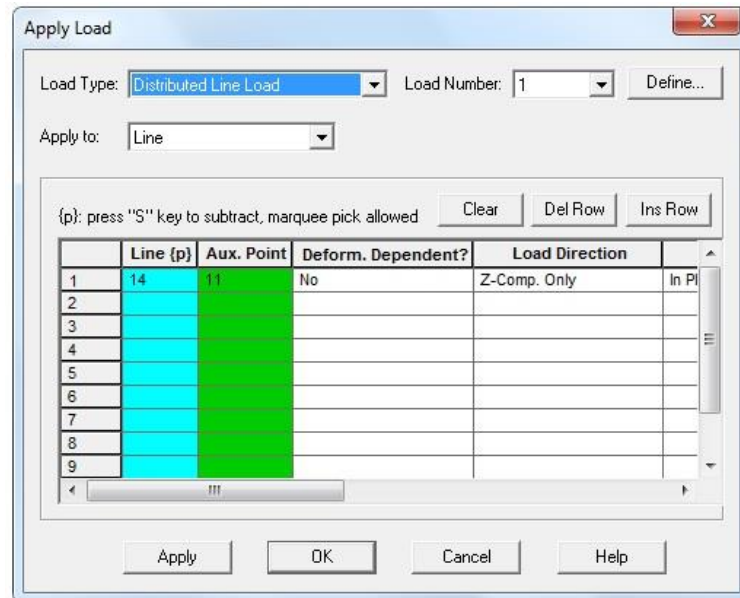 Apply Load
Load Type: Distributed Line Load Load Number: 1 Define...
Apply to: Line
{p}: press "S" key to subtract, marquee pick allowed Clear Del Row Ins Row
Line {p} Aux. Point Deform. Dependent? Load Direction
1 14 11 No Z-Comp. Only In Pl
2
3
4
5
6
7
8
9
Apply OK Cancel Help